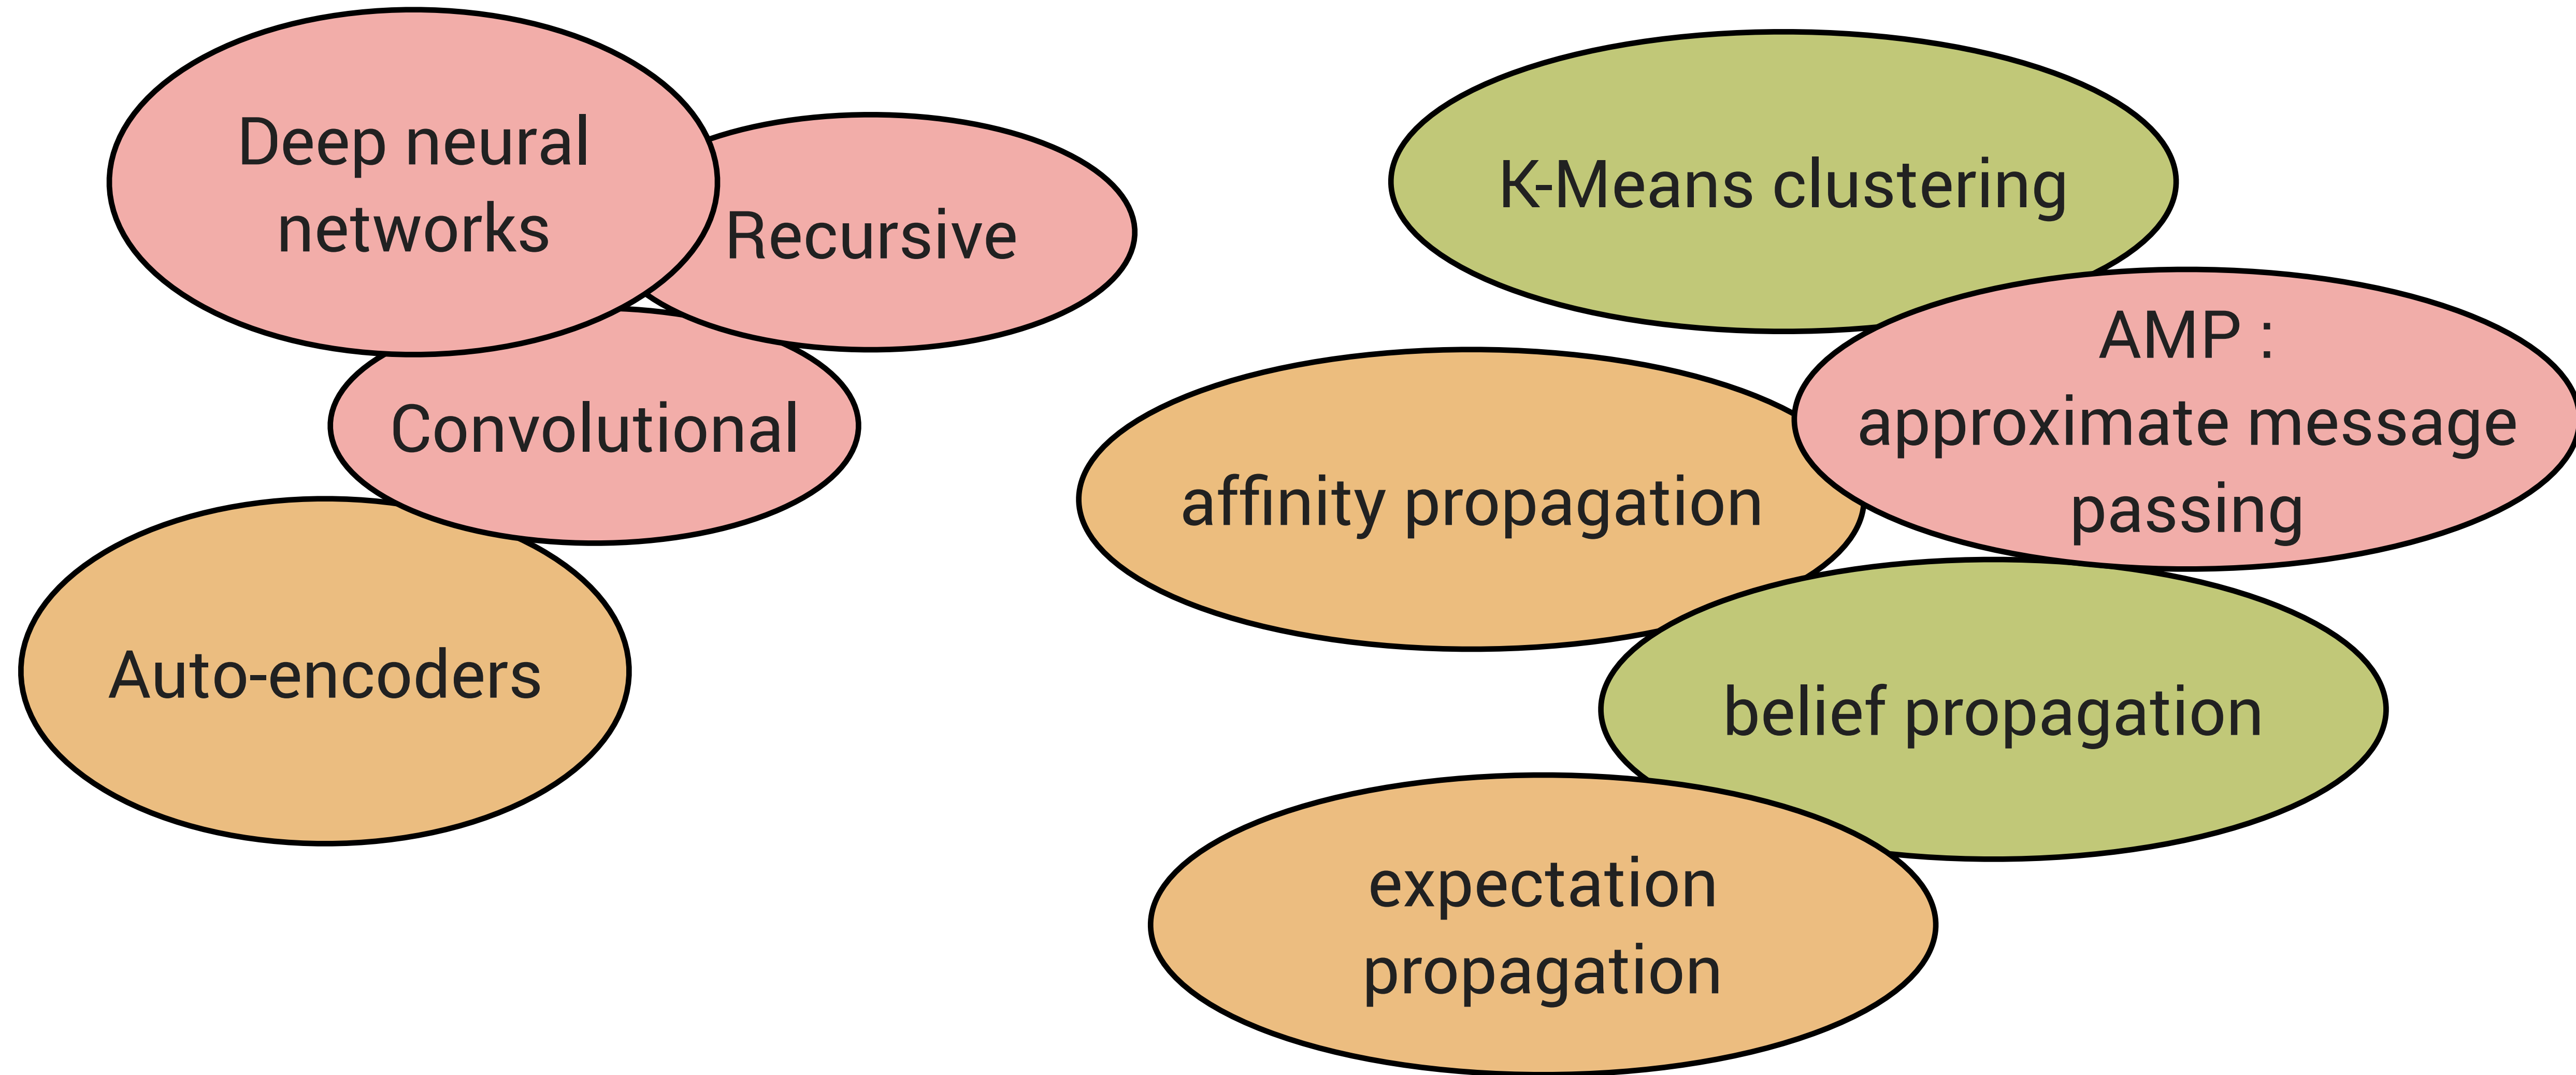 Deep neural
networks
Recursive
Convolutional
Auto-encoders
K-Means clustering
AMP :
approximate message
passing
affinity propagation
belief propagation
expectation
propagation